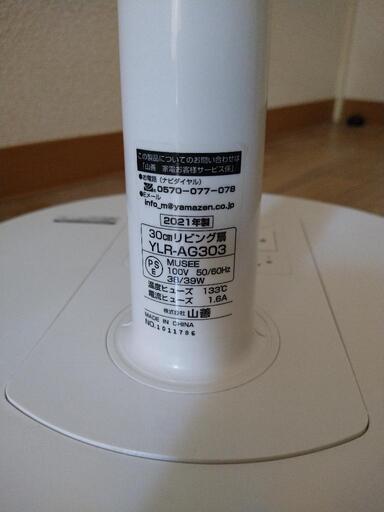 この製品についてのお問い合わせは
「山善 家電お客様サービス係」
●お電話（ナビダイヤル）
0570-077-078
●Eメール
info_m@yamazen.co.jp
2021年製
30cmリビング扇
YLR-AG303
PSE
MUSEE
100V 50/60Hz
38/39W
温度ヒューズ 133℃
電流ヒューズ 1.6A
株式会社 山善
MADE IN CHINA
NO.1011786